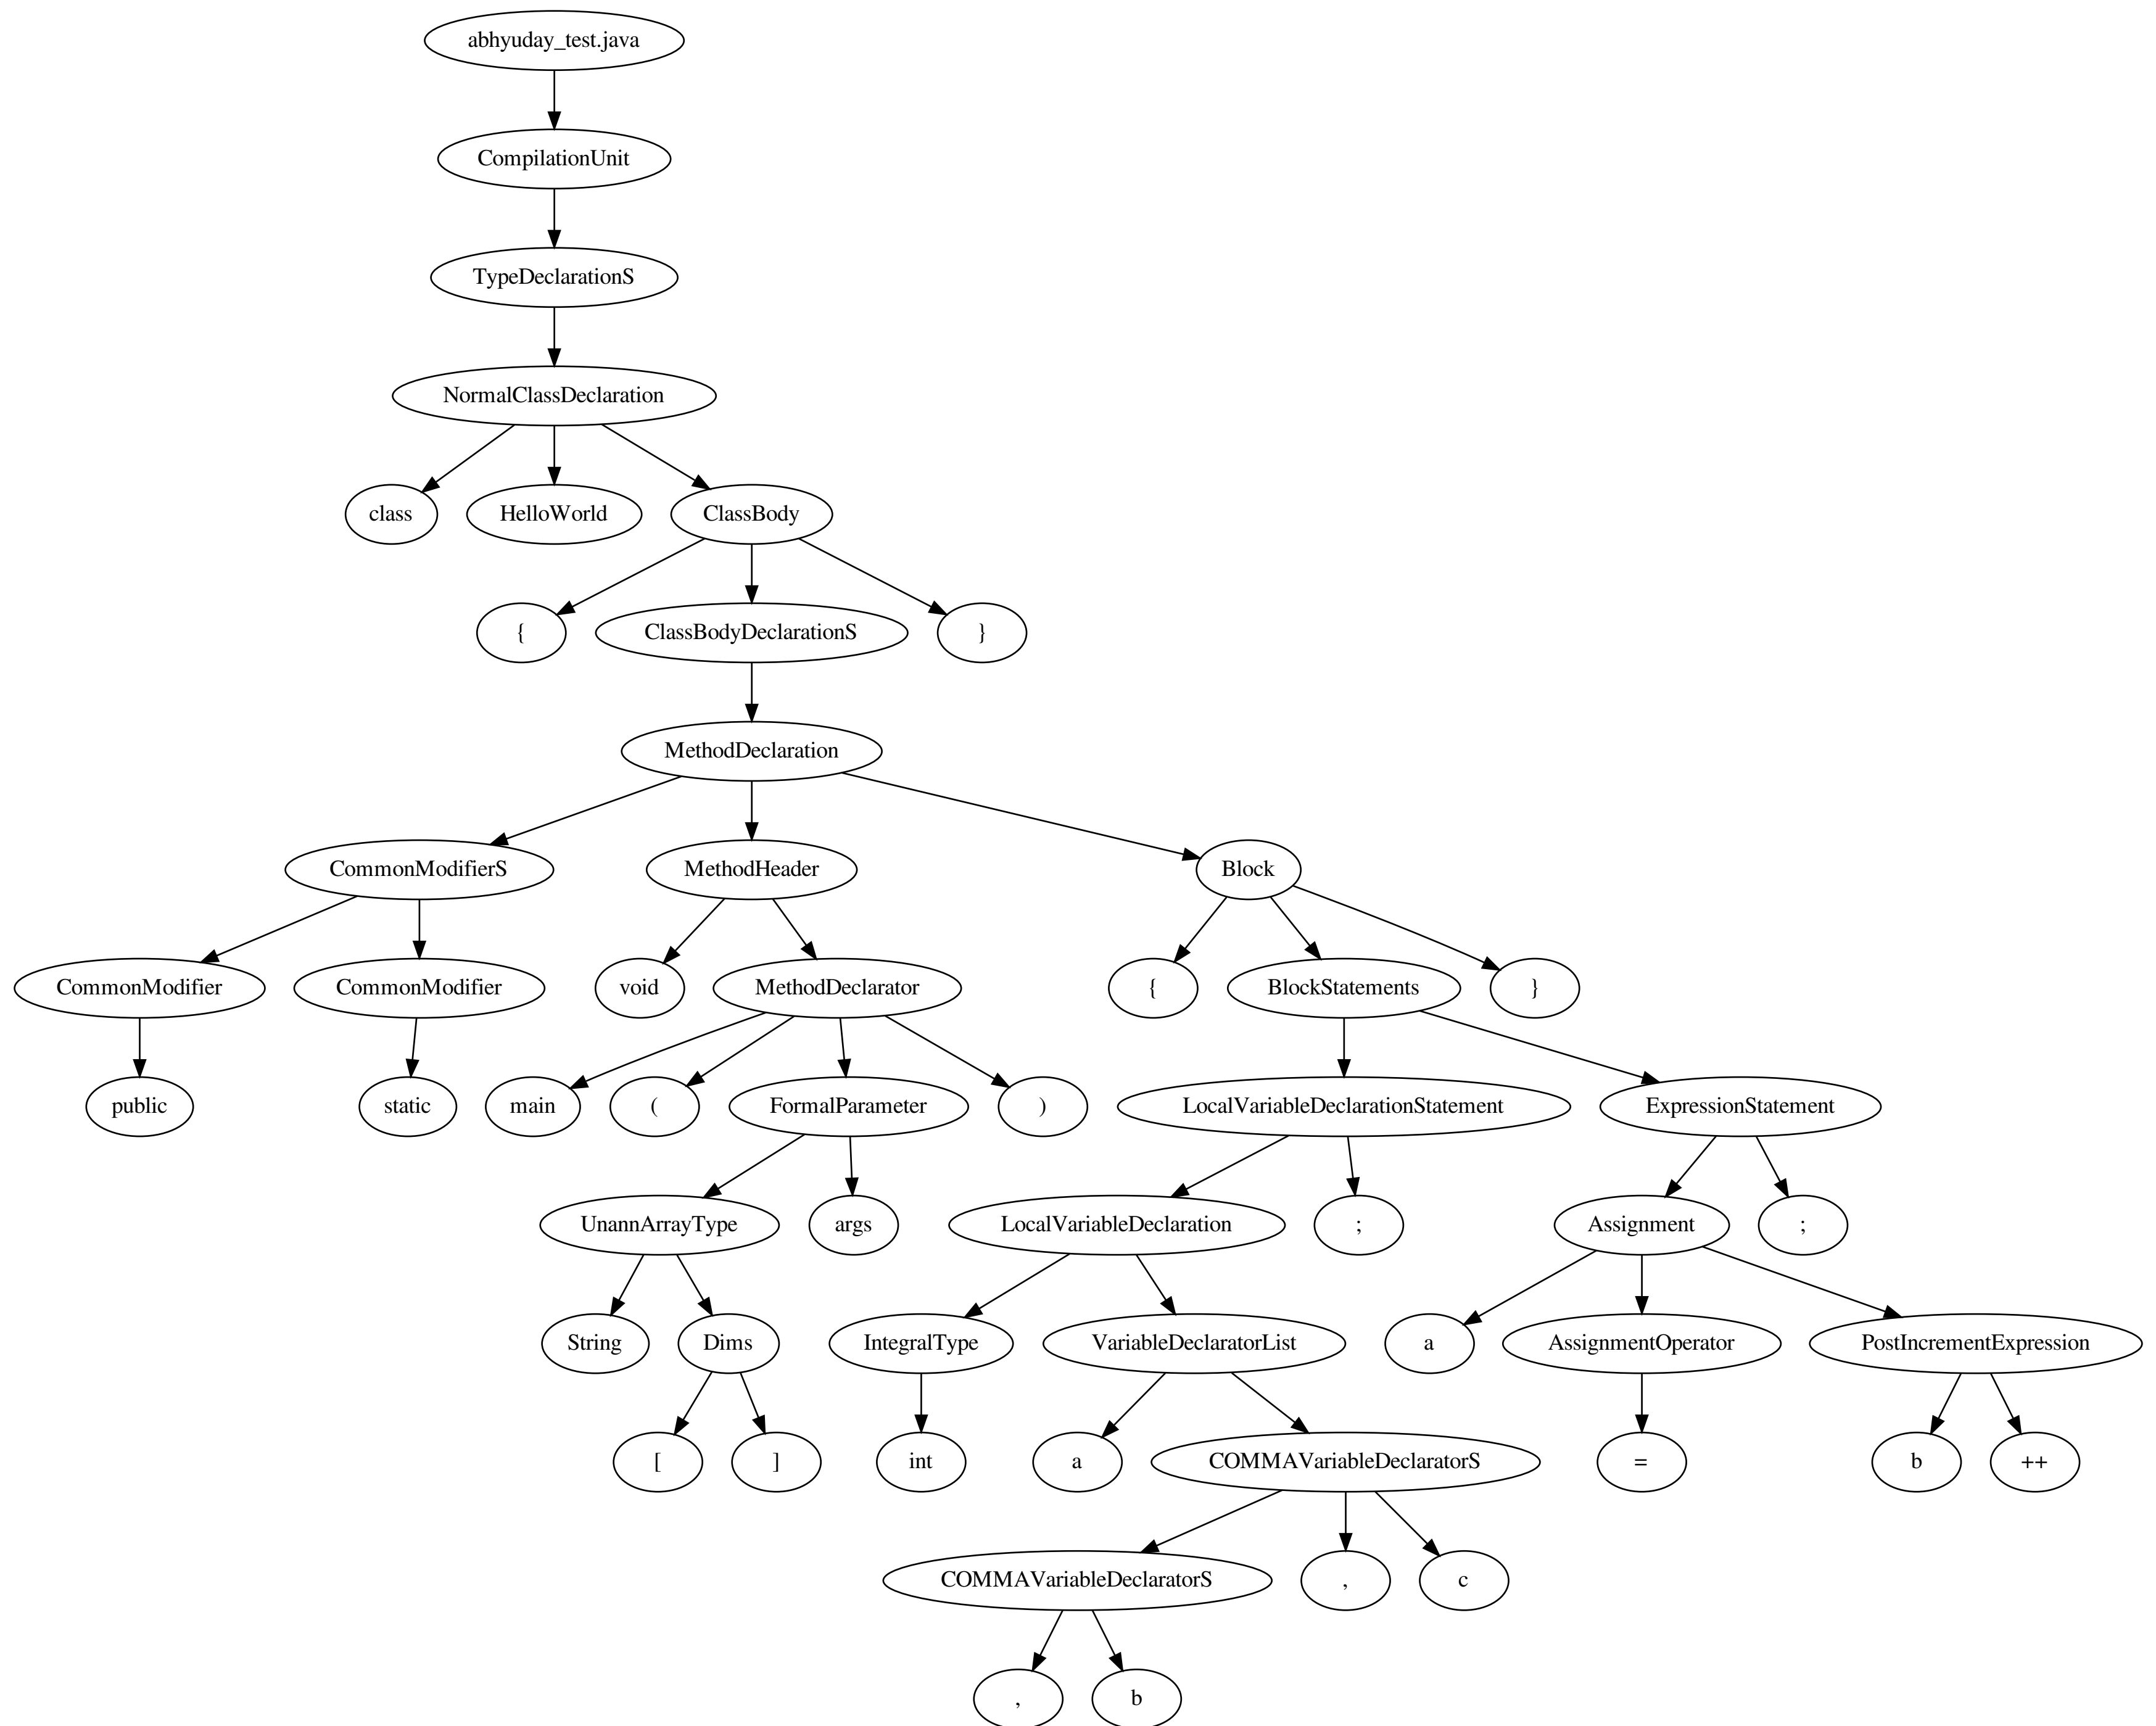 abhyuday_test.java
CompilationUnit
TypeDeclarationS
NormalClassDeclaration
class HelloWorld ClassBody
{ ClassBodyDeclarationS }
MethodDeclaration
CommonModifierS MethodHeader Block
CommonModifier CommonModifier void MethodDeclarator { BlockStatements }
public static main ( FormalParameter ) LocalVariableDeclarationStatement ExpressionStatement
UnannArrayType args LocalVariableDeclaration ; Assignment ;
String Dims IntegralType VariableDeclaratorList a AssignmentOperator PostIncrementExpression
[ ] int a COMMAVariableDeclaratorS = b ++
COMMAVariableDeclaratorS , c
, b